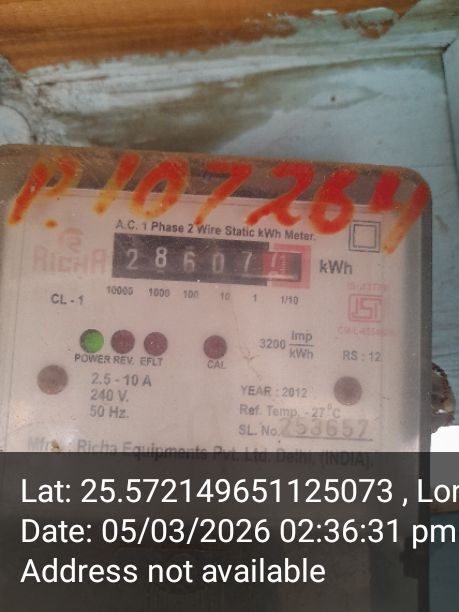 P. 107264
A.C. 1 Phase 2 Wire Static kWh Meter.
RICHA
28607 kWh
CL - 1
10000 1000 100 10 1 1/10
3200 Imp/kWh
POWER REV. EFLT CAL
RS : 12
2.5 - 10 A
240 V.
50 Hz.
YEAR : 2012
Ref. Temp. - 27°C
SL. No. 253657
Mfr. Richa Equipments Pvt. Ltd. Delhi, (INDIA).
Lat: 25.572149651125073 , Lon
Date: 05/03/2026 02:36:31 pm
Address not available